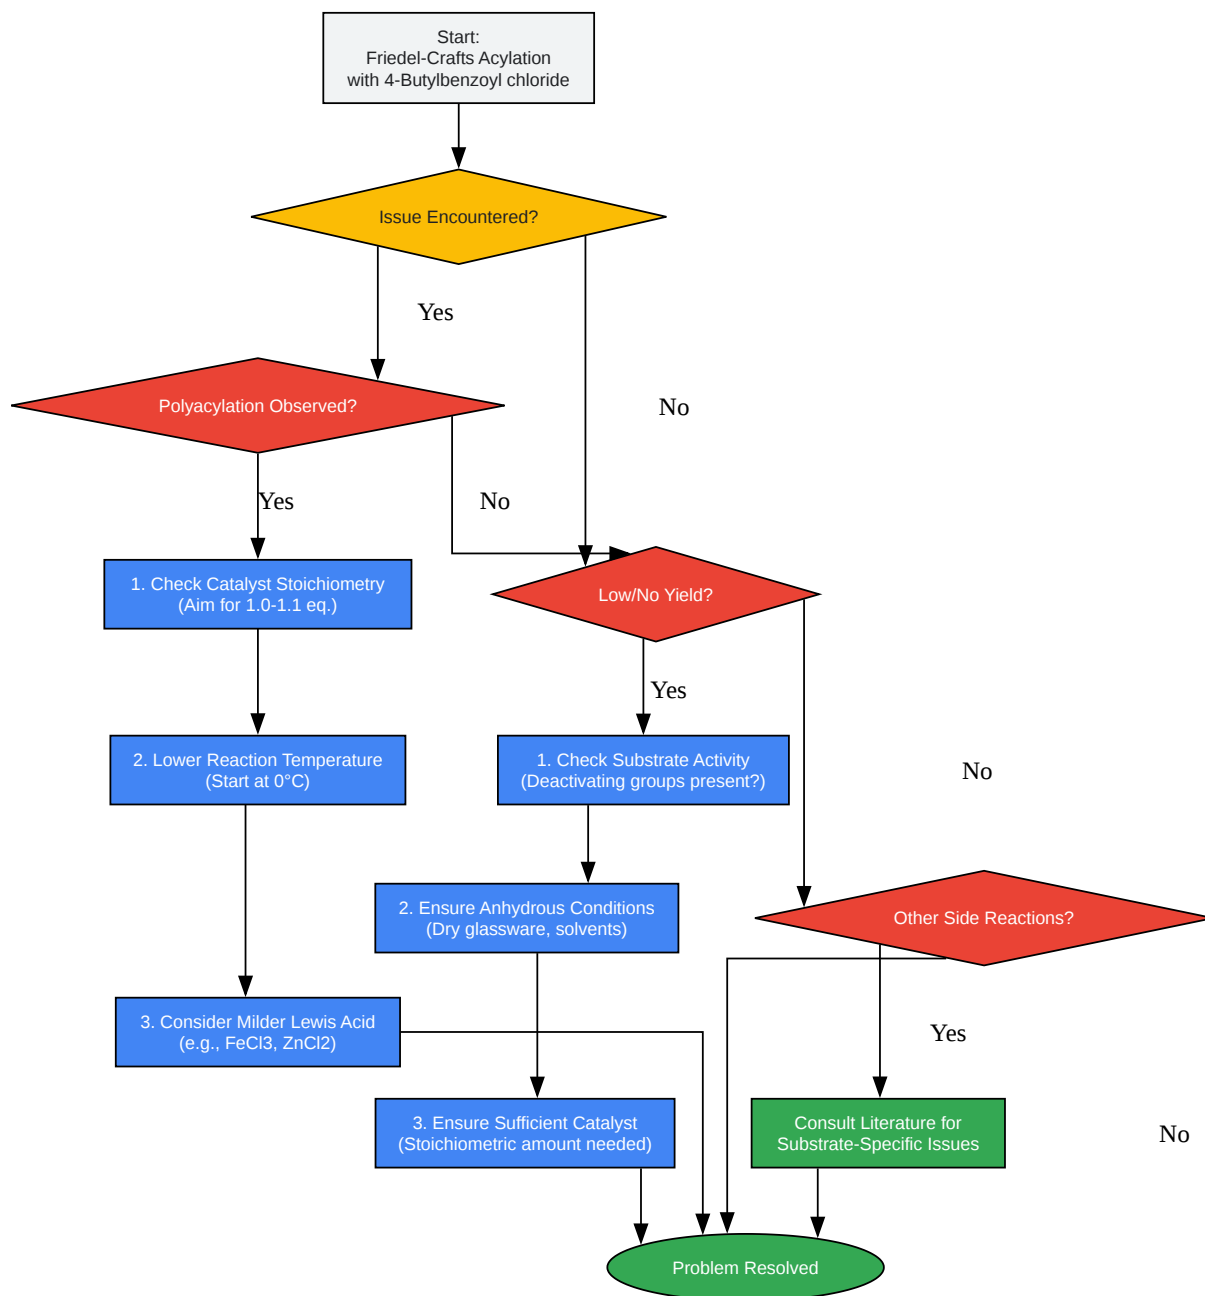 Start:
Friedel-Crafts Acylation
with 4-Butylbenzoyl chloride
Issue Encountered?
Yes
Polyacylation Observed?
No
Yes
No
1. Check Catalyst Stoichiometry
(Aim for 1.0-1.1 eq.)
Low/No Yield?
Yes
2. Lower Reaction Temperature
(Start at 0°C)
1. Check Substrate Activity
(Deactivating groups present?)
No
2. Ensure Anhydrous Conditions
(Dry glassware, solvents)
Other Side Reactions?
3. Consider Milder Lewis Acid
(e.g., FeCl3, ZnCl2)
Yes
3. Ensure Sufficient Catalyst
(Stoichiometric amount needed)
Consult Literature for
Substrate-Specific Issues
No
Problem Resolved